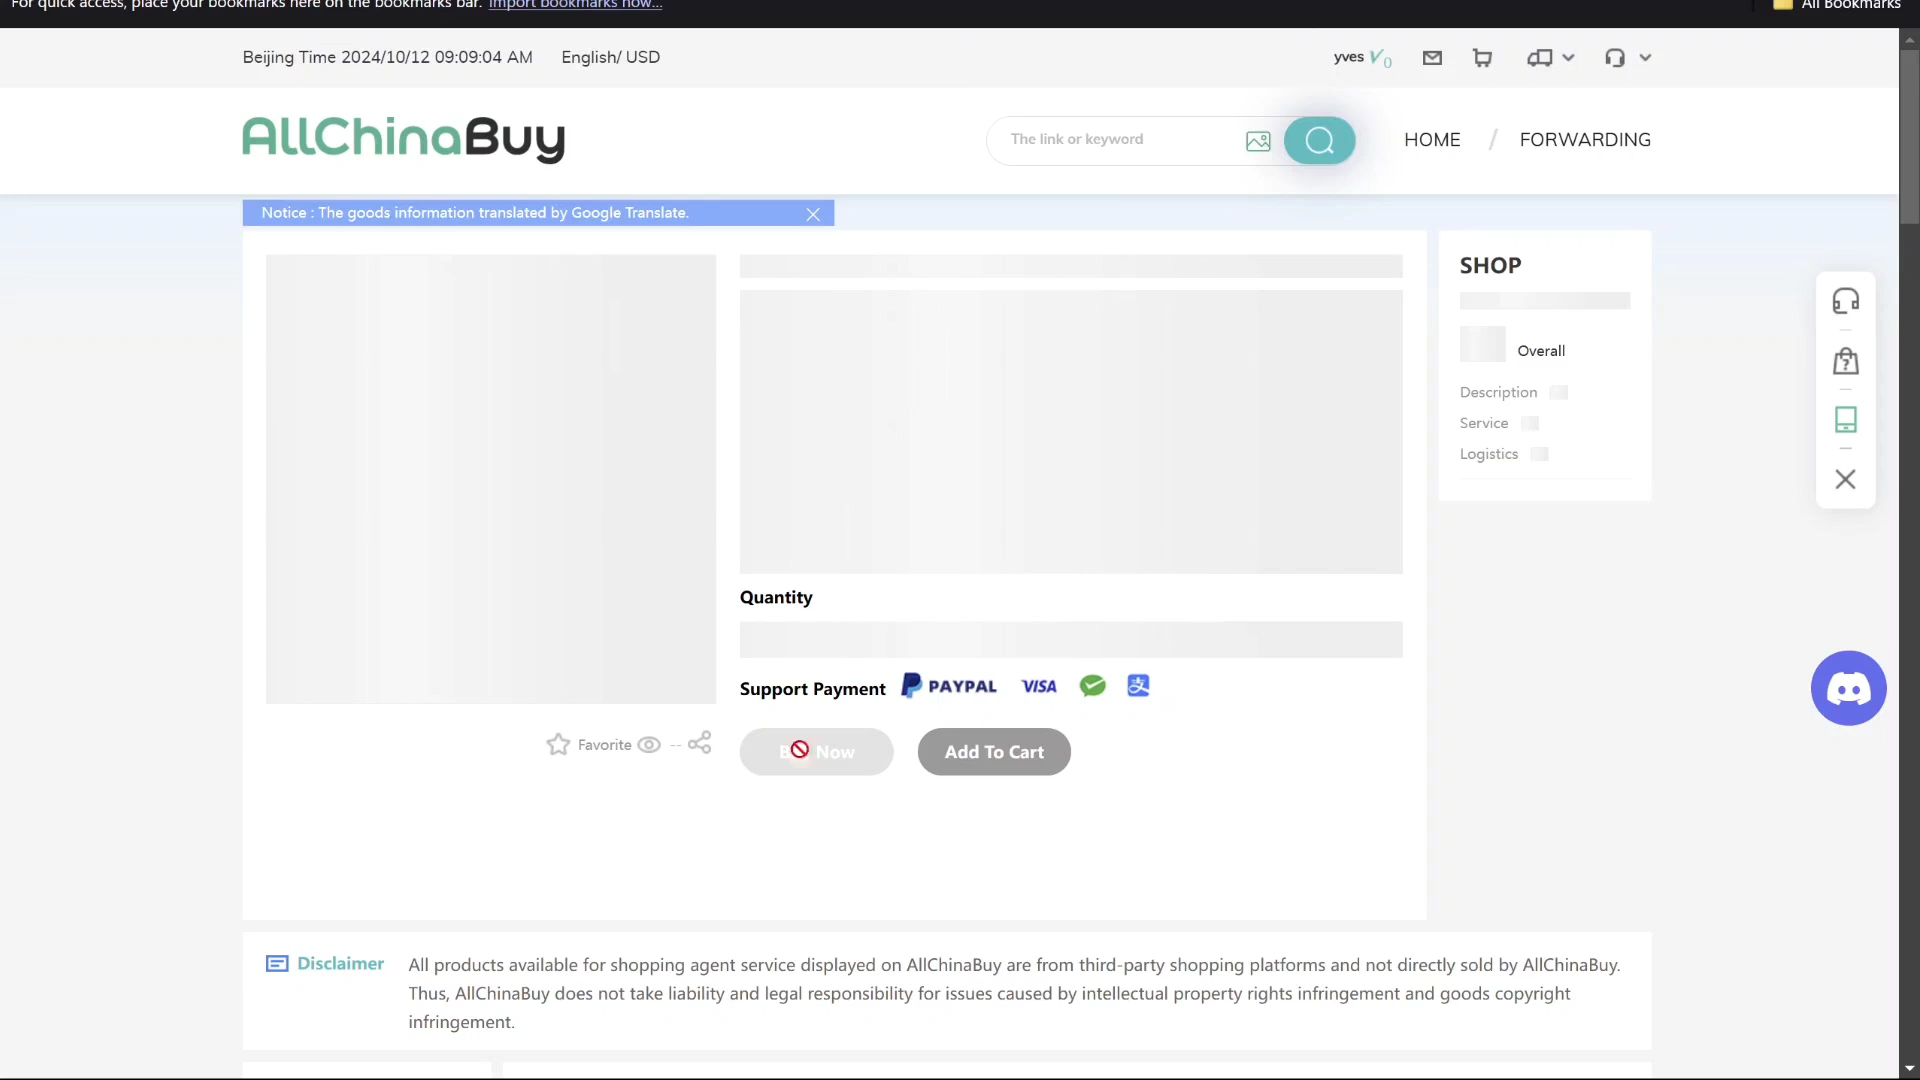 For quick access, place your bookmarks here on the bookmarks bar. Import bookmarks now... All Bookmarks
Beijing Time 2024/10/12 09:09:04 AM English/ USD yves V0
AllChinaBuy The link or keyword HOME / FORWARDING
Notice : The goods information translated by Google Translate.
SHOP
Overall
Description
Service
Logistics
Quantity
Support Payment PAYPAL VISA
Favorite --
Now Add To Cart
Disclaimer
All products available for shopping agent service displayed on AllChinaBuy are from third-party shopping platforms and not directly sold by AllChinaBuy.
Thus, AllChinaBuy does not take liability and legal responsibility for issues caused by intellectual property rights infringement and goods copyright
infringement.